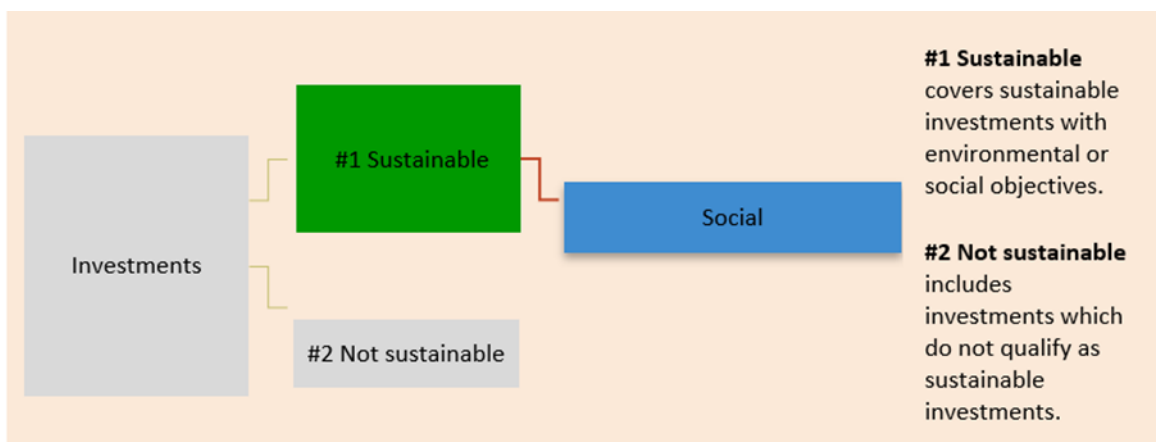 Investments
#1 Sustainable
#2 Not sustainable
Social
#1 Sustainable
covers sustainable
investments with
environmental or
social objectives.
#2 Not sustainable
includes
investments which
do not qualify as
sustainable
investments.